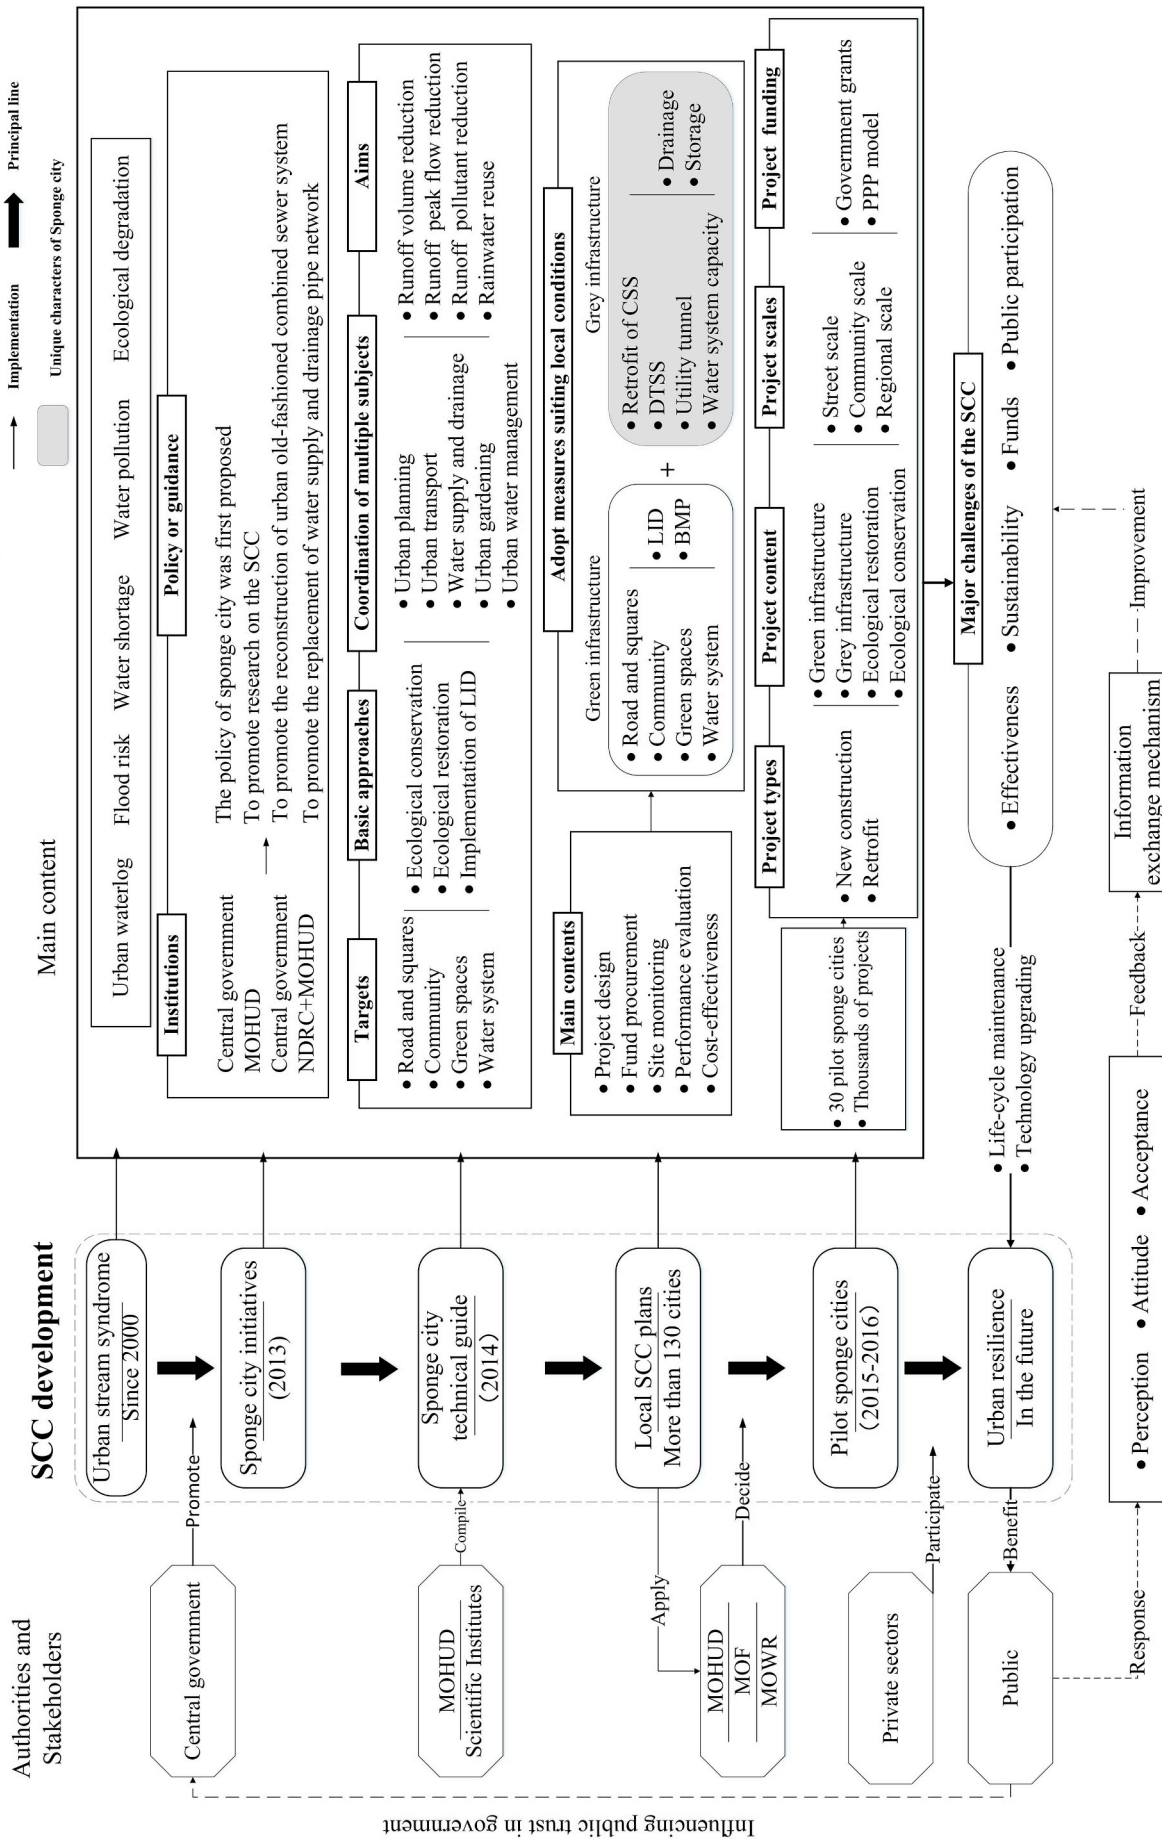 Implementation
Principal line
Unique characters of Sponge city
Authorities and
Stakeholders
SCC development
Main content
Central government
Promote
MOHUD
Scientific Institutes
Compile
Apply
MOHUD
MOF
MOWR
Decide
Private sectors
Participate
Public
Benefit
Influencing public trust in government
Urban stream syndrome
Since 2000
Sponge city initiatives
(2013)
Sponge city
technical guide
(2014)
Local SCC plans
More than 130 cities
Pilot sponge cities
(2015-2016)
Urban resilience
In the future
Urban waterlog Flood risk Water shortage Water pollution Ecological degradation
Institutions
Policy or guidance
Central government
MOHUD
Central government
NDRC+MOHUD
The policy of sponge city was first proposed
To promote research on the SCC
To promote the reconstruction of urban old-fashioned combined sewer system
To promote the replacement of water supply and drainage pipe network
Targets
Basic approaches
Coordination of multiple subjects
Aims
● Road and squares
● Community
● Green spaces
● Water system
● Ecological conservation
● Ecological restoration
● Implementation of LID
● Urban planning
● Urban transport
● Water supply and drainage
● Urban gardening
● Urban water management
● Runoff volume reduction
● Runoff peak flow reduction
● Runoff pollutant reduction
● Rainwater reuse
Main contents
● Project design
● Fund procurement
● Site monitoring
● Performance evaluation
● Cost-effectiveness
Adopt measures suiting local conditions
Green infrastructure
● Road and squares
● Community
● Green spaces
● Water system
● LID
● BMP
+
Grey infrastructure
● Retrofit of CSS
● DTSS
● Utility tunnel
● Water system capacity
● Drainage
● Storage
● 30 pilot sponge cities
● Thousands of projects
Project types
Project content
Project scales
Project funding
● New construction
● Retrofit
● Green infrastructure
● Grey infrastructure
● Ecological restoration
● Ecological conservation
● Street scale
● Community scale
● Regional scale
● Government grants
● PPP model
Major challenges of the SCC
● Effectiveness ● Sustainability ● Funds ● Public participation
● Life-cycle maintenance
● Technology upgrading
Response
● Perception ● Attitude ● Acceptance
Feedback
Information
exchange mechanism
Improvement